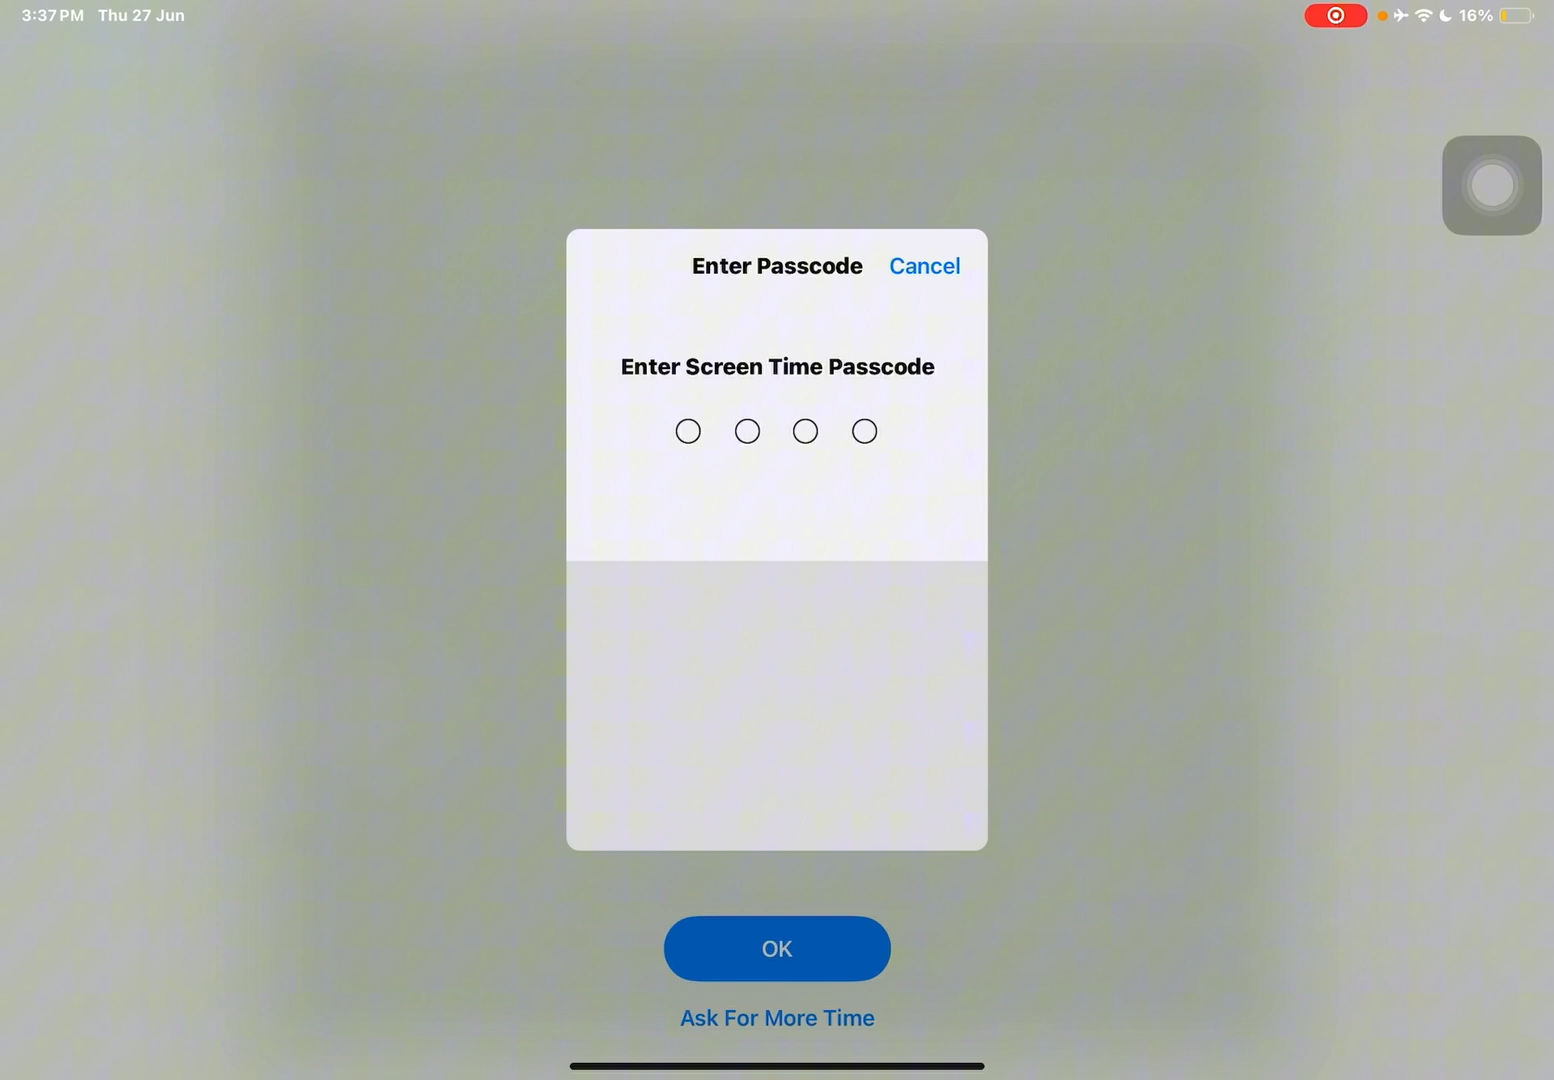 3:37 PM Thu 27 Jun
16%
Enter Passcode Cancel
Enter Screen Time Passcode
OK
Ask For More Time